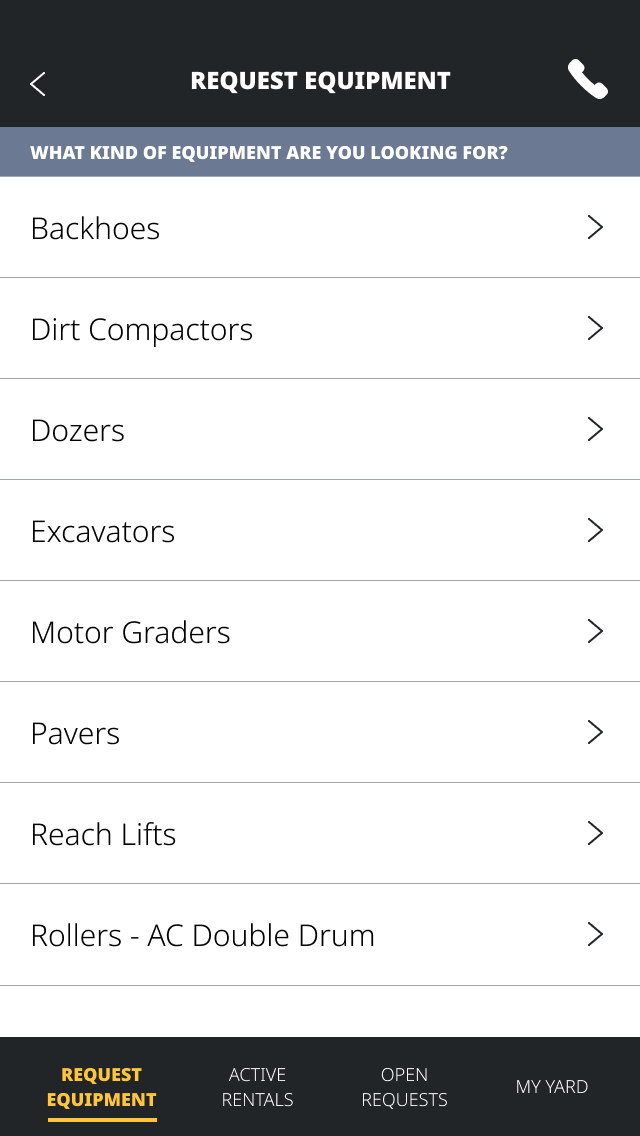 REQUEST EQUIPMENT
WHAT KIND OF EQUIPMENT ARE YOU LOOKING FOR?
Backhoes
Dirt Compactors
Dozers
Excavators
Motor Graders
Pavers
Reach Lifts
Rollers - AC Double Drum
REQUEST
EQUIPMENT
ACTIVE
RENTALS
OPEN
REQUESTS
MY YARD